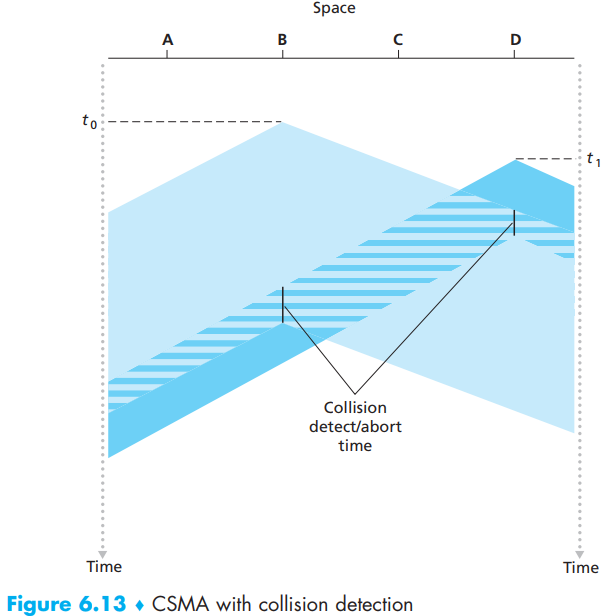 Space
A B C D
t0
t1
Collision
detect/abort
time
Time Time
Figure 6.13 ♦ CSMA with collision detection